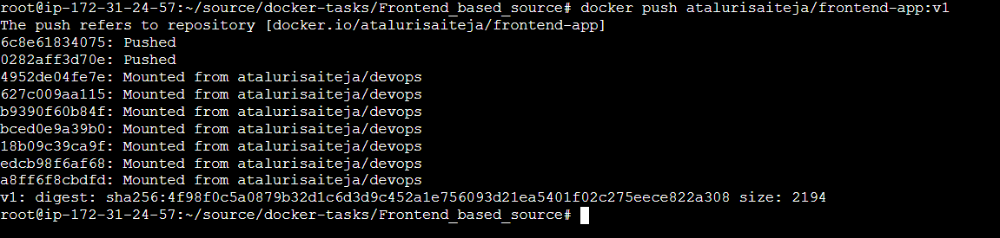 root@ip-172-31-24-57:~/source/docker-tasks/Frontend_based_source# docker push atalurisaiteja/frontend-app:v1
The push refers to repository [docker.io/atalurisaiteja/frontend-app]
6c8e61834075: Pushed
0282aff3d70e: Pushed
4952de04fe7e: Mounted from atalurisaiteja/devops
627c009aa115: Mounted from atalurisaiteja/devops
b9390f60b84f: Mounted from atalurisaiteja/devops
bced0e9a39b0: Mounted from atalurisaiteja/devops
18b09c39ca9f: Mounted from atalurisaiteja/devops
edcb98f6af68: Mounted from atalurisaiteja/devops
a8ff6f8cbdfd: Mounted from atalurisaiteja/devops
v1: digest: sha256:4f98f0c5a0879b32d1c6d3d9c452a1e756093d21ea5401f02c275eece822a308 size: 2194
root@ip-172-31-24-57:~/source/docker-tasks/Frontend_based_source#